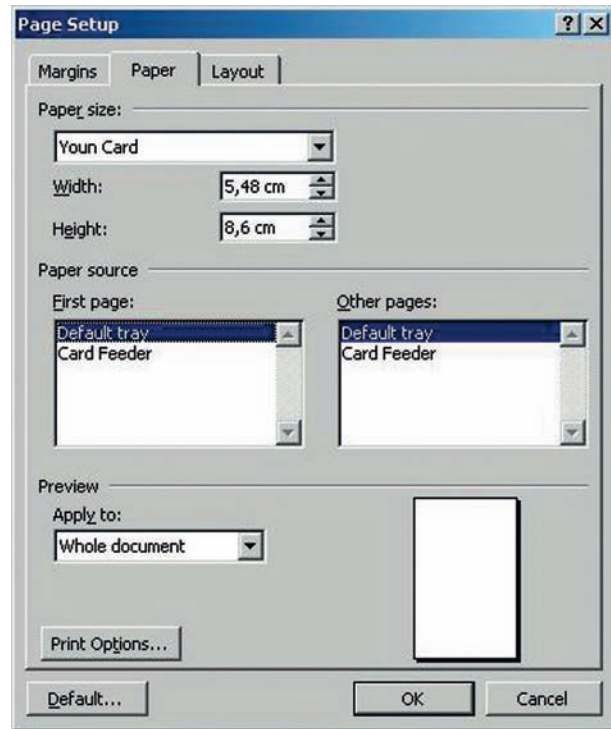 Page Setup
Margins Paper Layout
Paper size:
Youn Card
Width: 5,48 cm
Height: 8,6 cm
Paper source
First page: Other pages:
Default tray Default tray
Card Feeder Card Feeder
Preview
Apply to:
Whole document
Print Options...
Default... OK Cancel